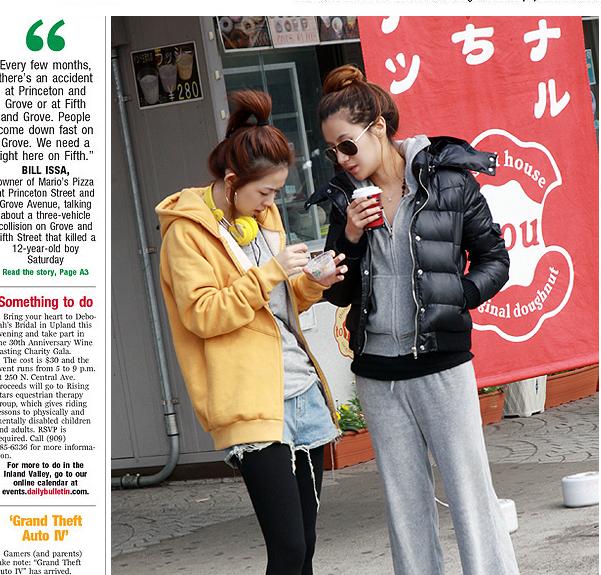 “
Every few months,
there's an accident
at Princeton and
Grove or at Fifth
and Grove. People
come down fast on
Grove. We need a
light here on Fifth.”
BILL ISSA,
owner of Mario's Pizza
at Princeton Street and
Grove Avenue, talking
about a three-vehicle
collision on Grove and
Fifth Street that killed a
12-year-old boy
Saturday
Read the story, Page A3
Something to do
Bring your heart to Debo-
rah's Bridal in Upland this
evening and take part in
the 30th Anniversary Wine
Tasting Charity Gala.
The cost is $30 and the
event runs from 5 to 9 p.m.
at 250 N. Central Ave.
Proceeds will go to Rising
Stars equestrian therapy
group, which gives riding
lessons to physically and
mentally disabled children
and adults. RSVP is
required. Call (909)
985-6336 for more informa-
tion.
For more to do in the
Inland Valley, go to our
online calendar at
events.dailybulletin.com.
‘Grand Theft
Auto IV’
Gamers (and parents)
take note: “Grand Theft
Auto IV” has arrived.
¥280
ナル
ち
ッツ
house
ou
ginal doughnut